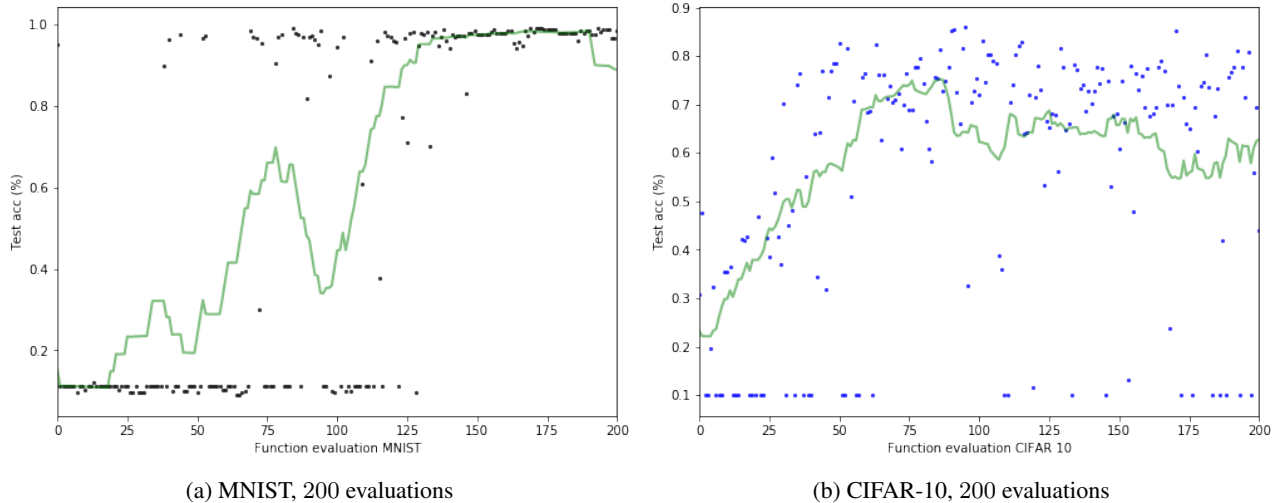 1.0
0.8
0.6
0.4
0.2
Test acc (%)
0 25 50 75 100 125 150 175 200
Function evaluation MNIST
(a) MNIST, 200 evaluations
0.9
0.8
0.7
0.6
0.5
0.4
0.3
0.2
0.1
Test acc (%)
0 25 50 75 100 125 150 175 200
Function evaluation CIFAR 10
(b) CIFAR-10, 200 evaluations